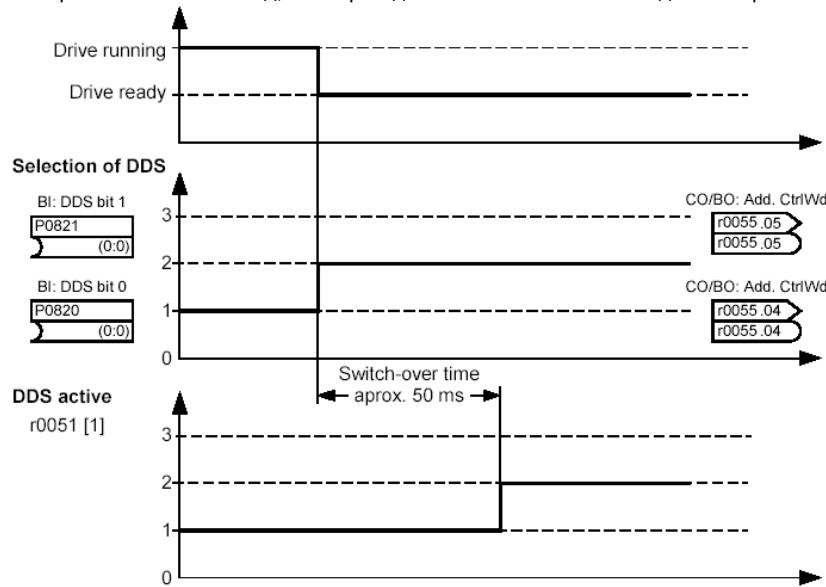 Drive running
Drive ready
Selection of DDS
BI: DDS bit 1
P0821
(0:0)
BI: DDS bit 0
P0820
(0:0)
3
2
1
0
CO/BO: Add. CtrlWd
r0055 .05
r0055 .05
CO/BO: Add. CtrlWd
r0055 .04
r0055 .04
Switch-over time
aprox. 50 ms
DDS active
r0051 [1]
3
2
1
0